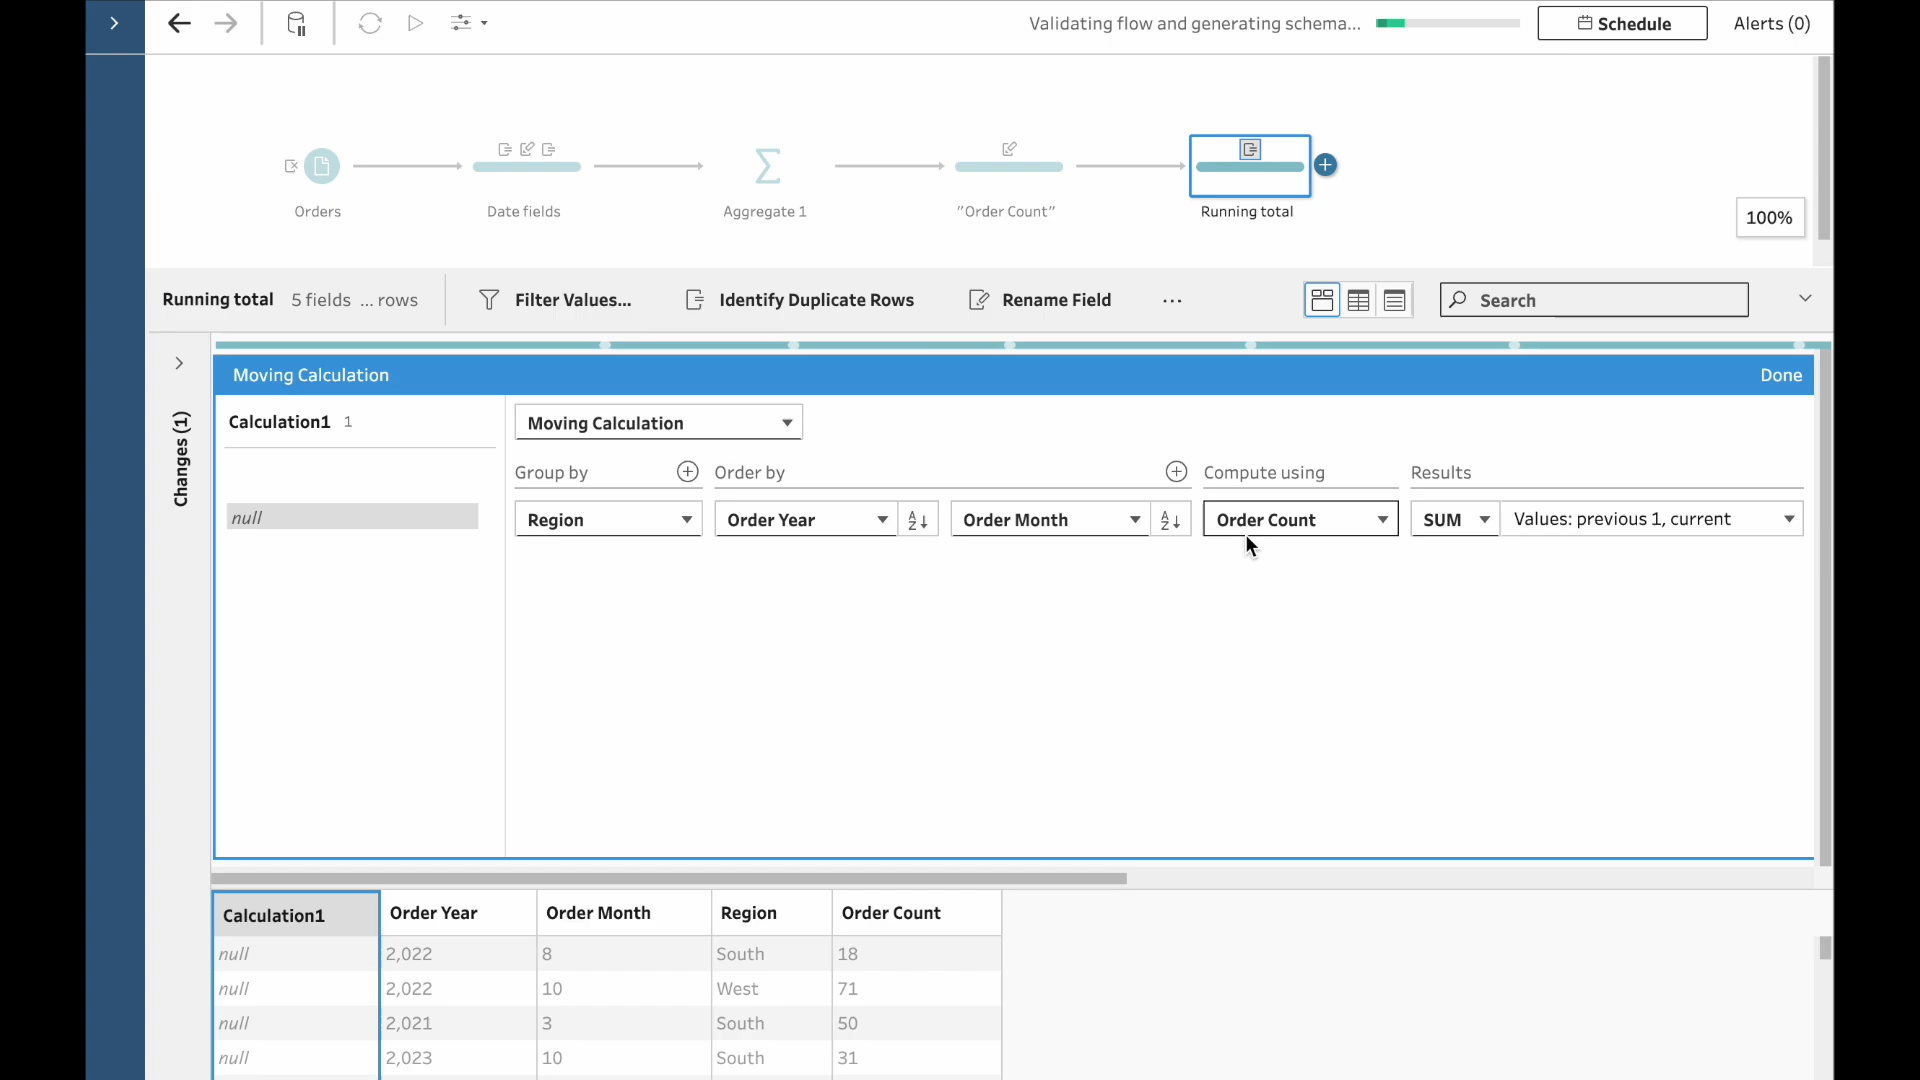 Validating flow and generating schema... Schedule Alerts (0)
Orders Date fields Aggregate 1 "Order Count" Running total
100%
Running total 5 fields ... rows Filter Values... Identify Duplicate Rows Rename Field ... Search
Changes (1)
Moving Calculation Done
Calculation1 1 Moving Calculation
Group by Order by Compute using Results
null Region Order Year Order Month Order Count SUM Values: previous 1, current
Calculation1 Order Year Order Month Region Order Count
null 2,022 8 South 18
null 2,022 10 West 71
null 2,021 3 South 50
null 2,023 10 South 31